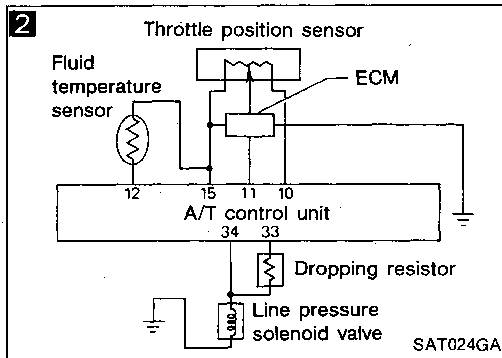 2
Throttle position sensor
Fluid
temperature
sensor
ECM
12 15 11 10
A/T control unit
34 33
Dropping resistor
Line pressure
solenoid valve
SAT024GA